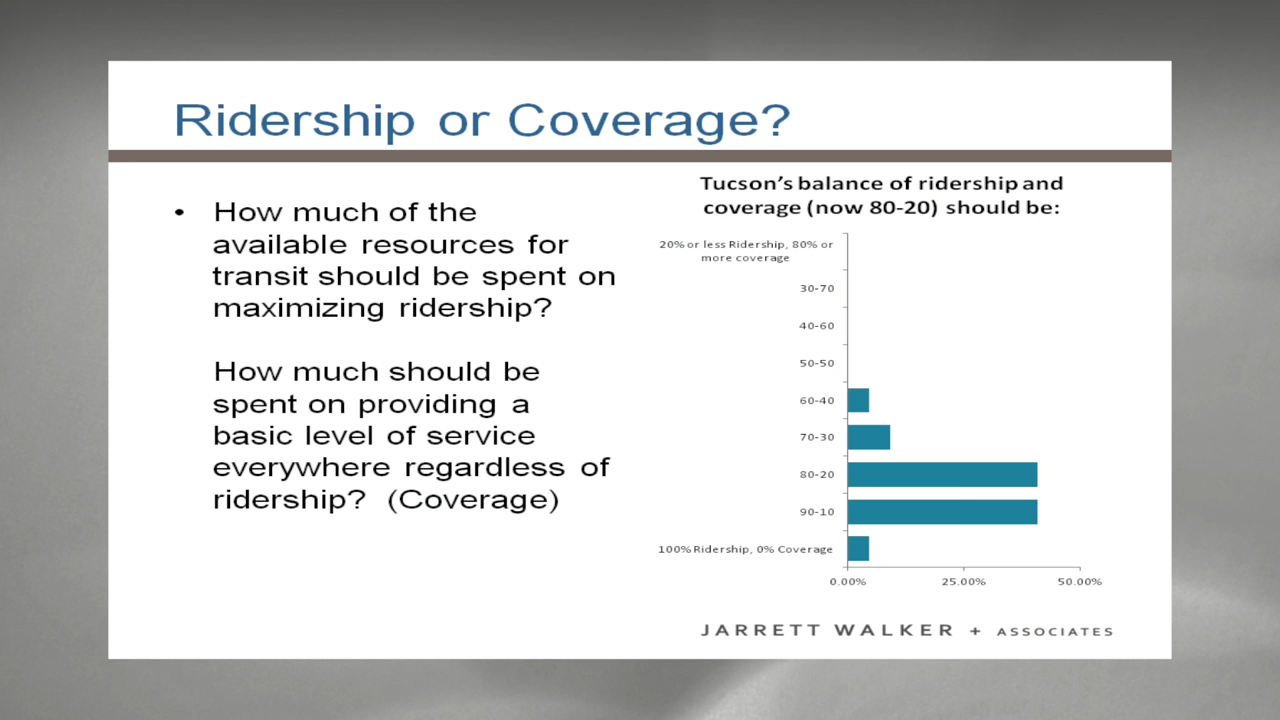 Ridership or Coverage?
• How much of the
available resources for
transit should be spent on
maximizing ridership?
How much should be
spent on providing a
basic level of service
everywhere regardless of
ridership? (Coverage)
Tucson’s balance of ridership and
coverage (now 80-20) should be:
20% or less Ridership, 80% or
more coverage
30-70
40-60
50-50
60-40
70-30
80-20
90-10
100% Ridership, 0% Coverage
0.00% 25.00% 50.00%
JARRETT WALKER + ASSOCIATES